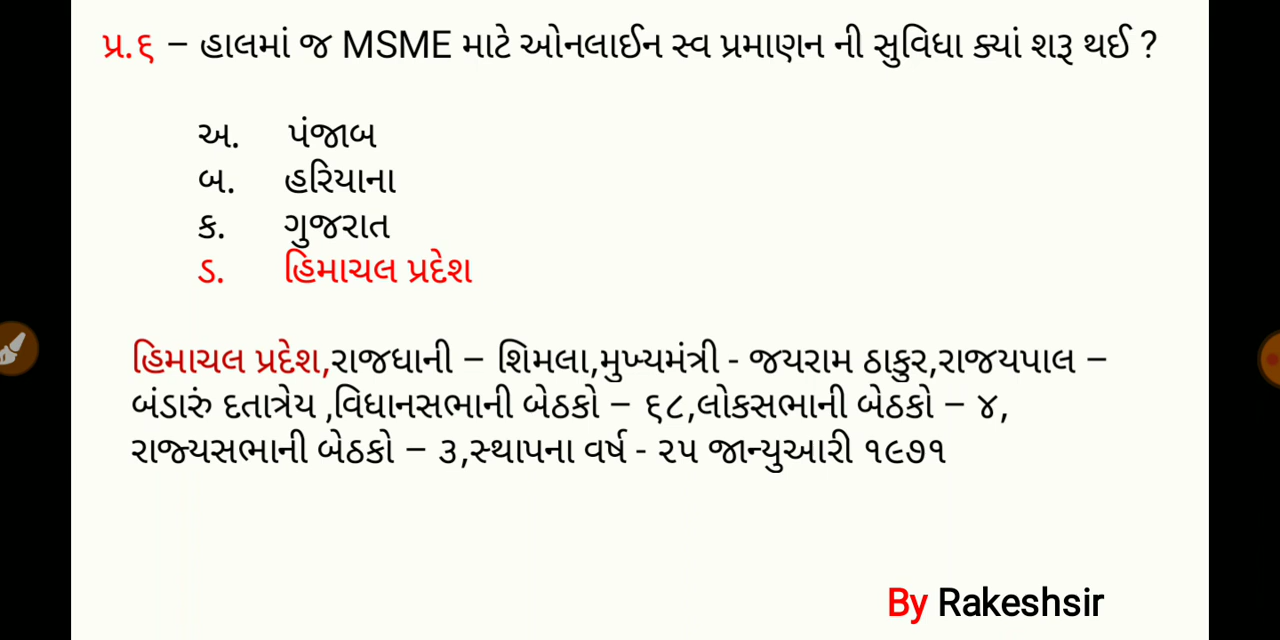 પ્ર.૬ – હાલમાં જ MSME માટે ઓનલાઈન સ્વ પ્રમાણન ની સુવિધા ક્યાં શરૂ થઈ ?
અ. પંજાબ
બ. હરિયાના
ક. ગુજરાત
ડ. હિમાચલ પ્રદેશ
હિમાચલ પ્રદેશ,રાજધાની – શિમલા,મુખ્યમંત્રી - જયરામ ઠાકુર,રાજયપાલ –
બંડારું દતાત્રેય ,વિધાનસભાની બેઠકો – ૬૮,લોકસભાની બેઠકો – ૪,
રાજ્યસભાની બેઠકો – ૩,સ્થાપના વર્ષ - ૨૫ જાન્યુઆરી ૧૯૭૧
By Rakeshsir